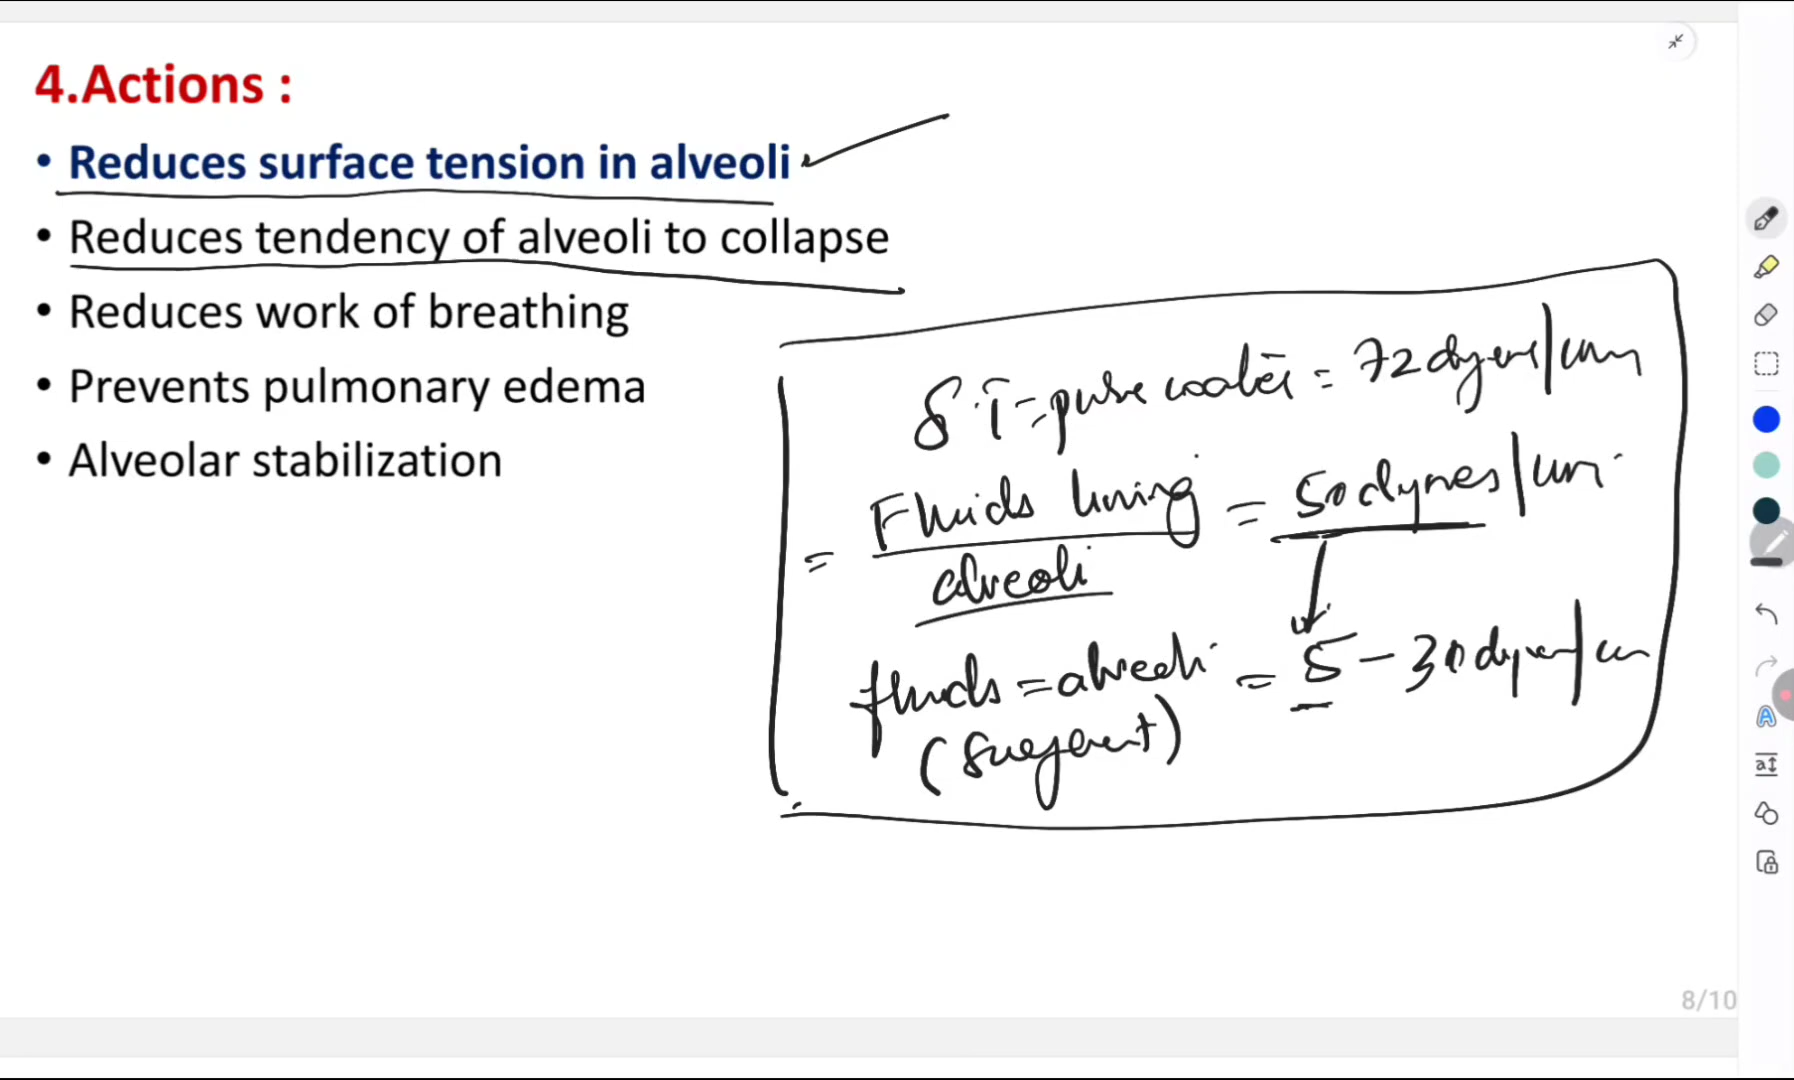 4.Actions :
• Reduces surface tension in alveoli
• Reduces tendency of alveoli to collapse
• Reduces work of breathing
• Prevents pulmonary edema
• Alveolar stabilization
S.T = pure water = 72 dynes/cm
= Fluids lining = 50 dynes/cm
alveoli
fluids = alveoli = 5 - 30 dynes/cm
(Surfactant)
8/10